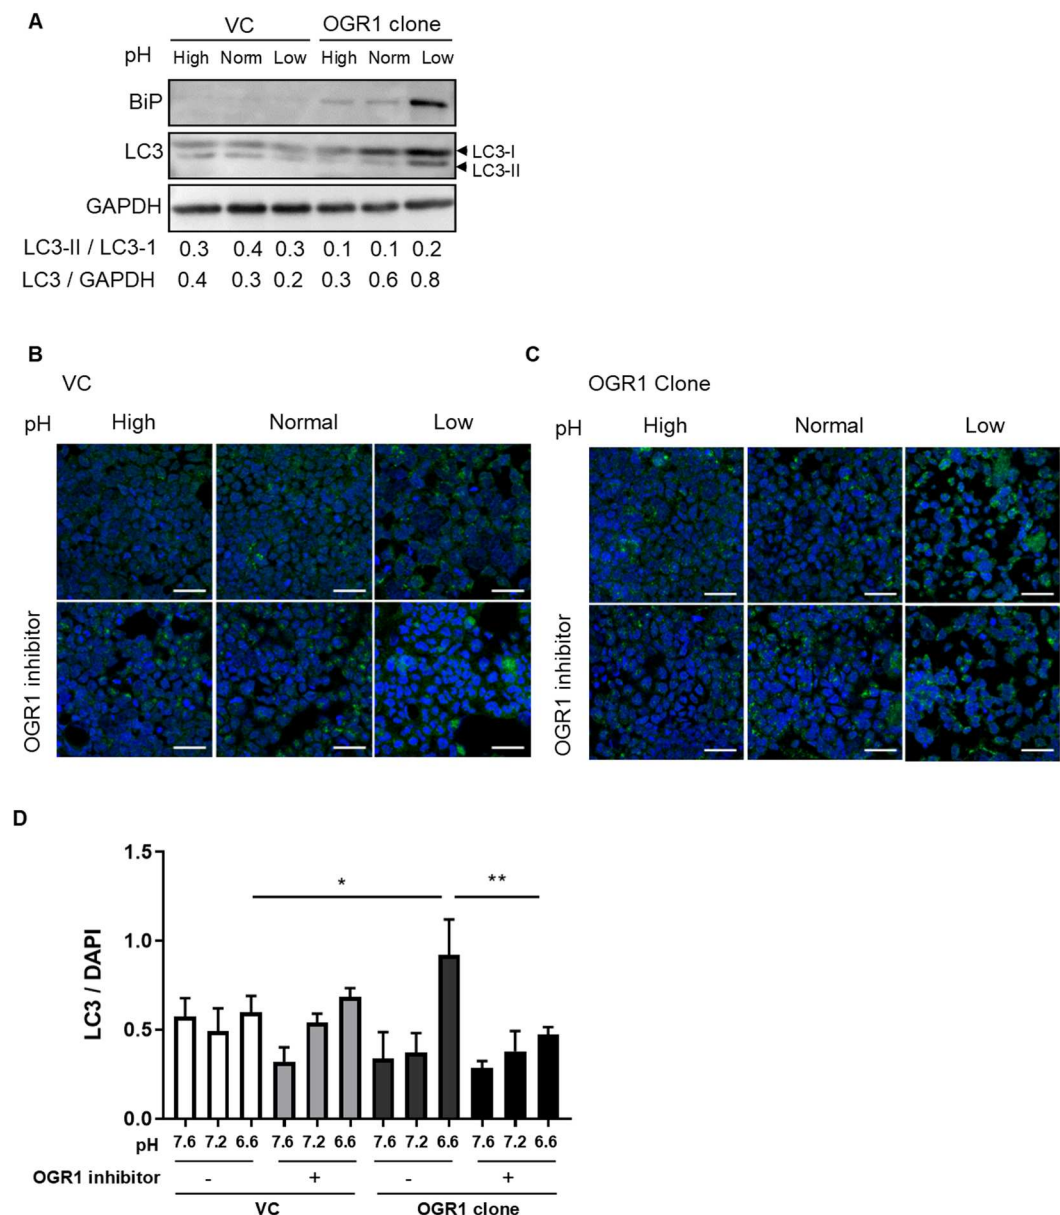 A
VC OGR1 clone
pH High Norm Low High Norm Low
BiP
LC3 LC3-I
LC3-II
GAPDH
LC3-II / LC3-1 0.3 0.4 0.3 0.1 0.1 0.2
LC3 / GAPDH 0.4 0.3 0.2 0.3 0.6 0.8
B
VC
pH High Normal Low
OGR1 inhibitor
C
OGR1 Clone
pH High Normal Low
OGR1 inhibitor
D
LC3 / DAPI
1.5
1.0
0.5
0.0
* **
pH 7.6 7.2 6.6 7.6 7.2 6.6 7.6 7.2 6.6 7.6 7.2 6.6
OGR1 inhibitor - + - +
VC OGR1 clone